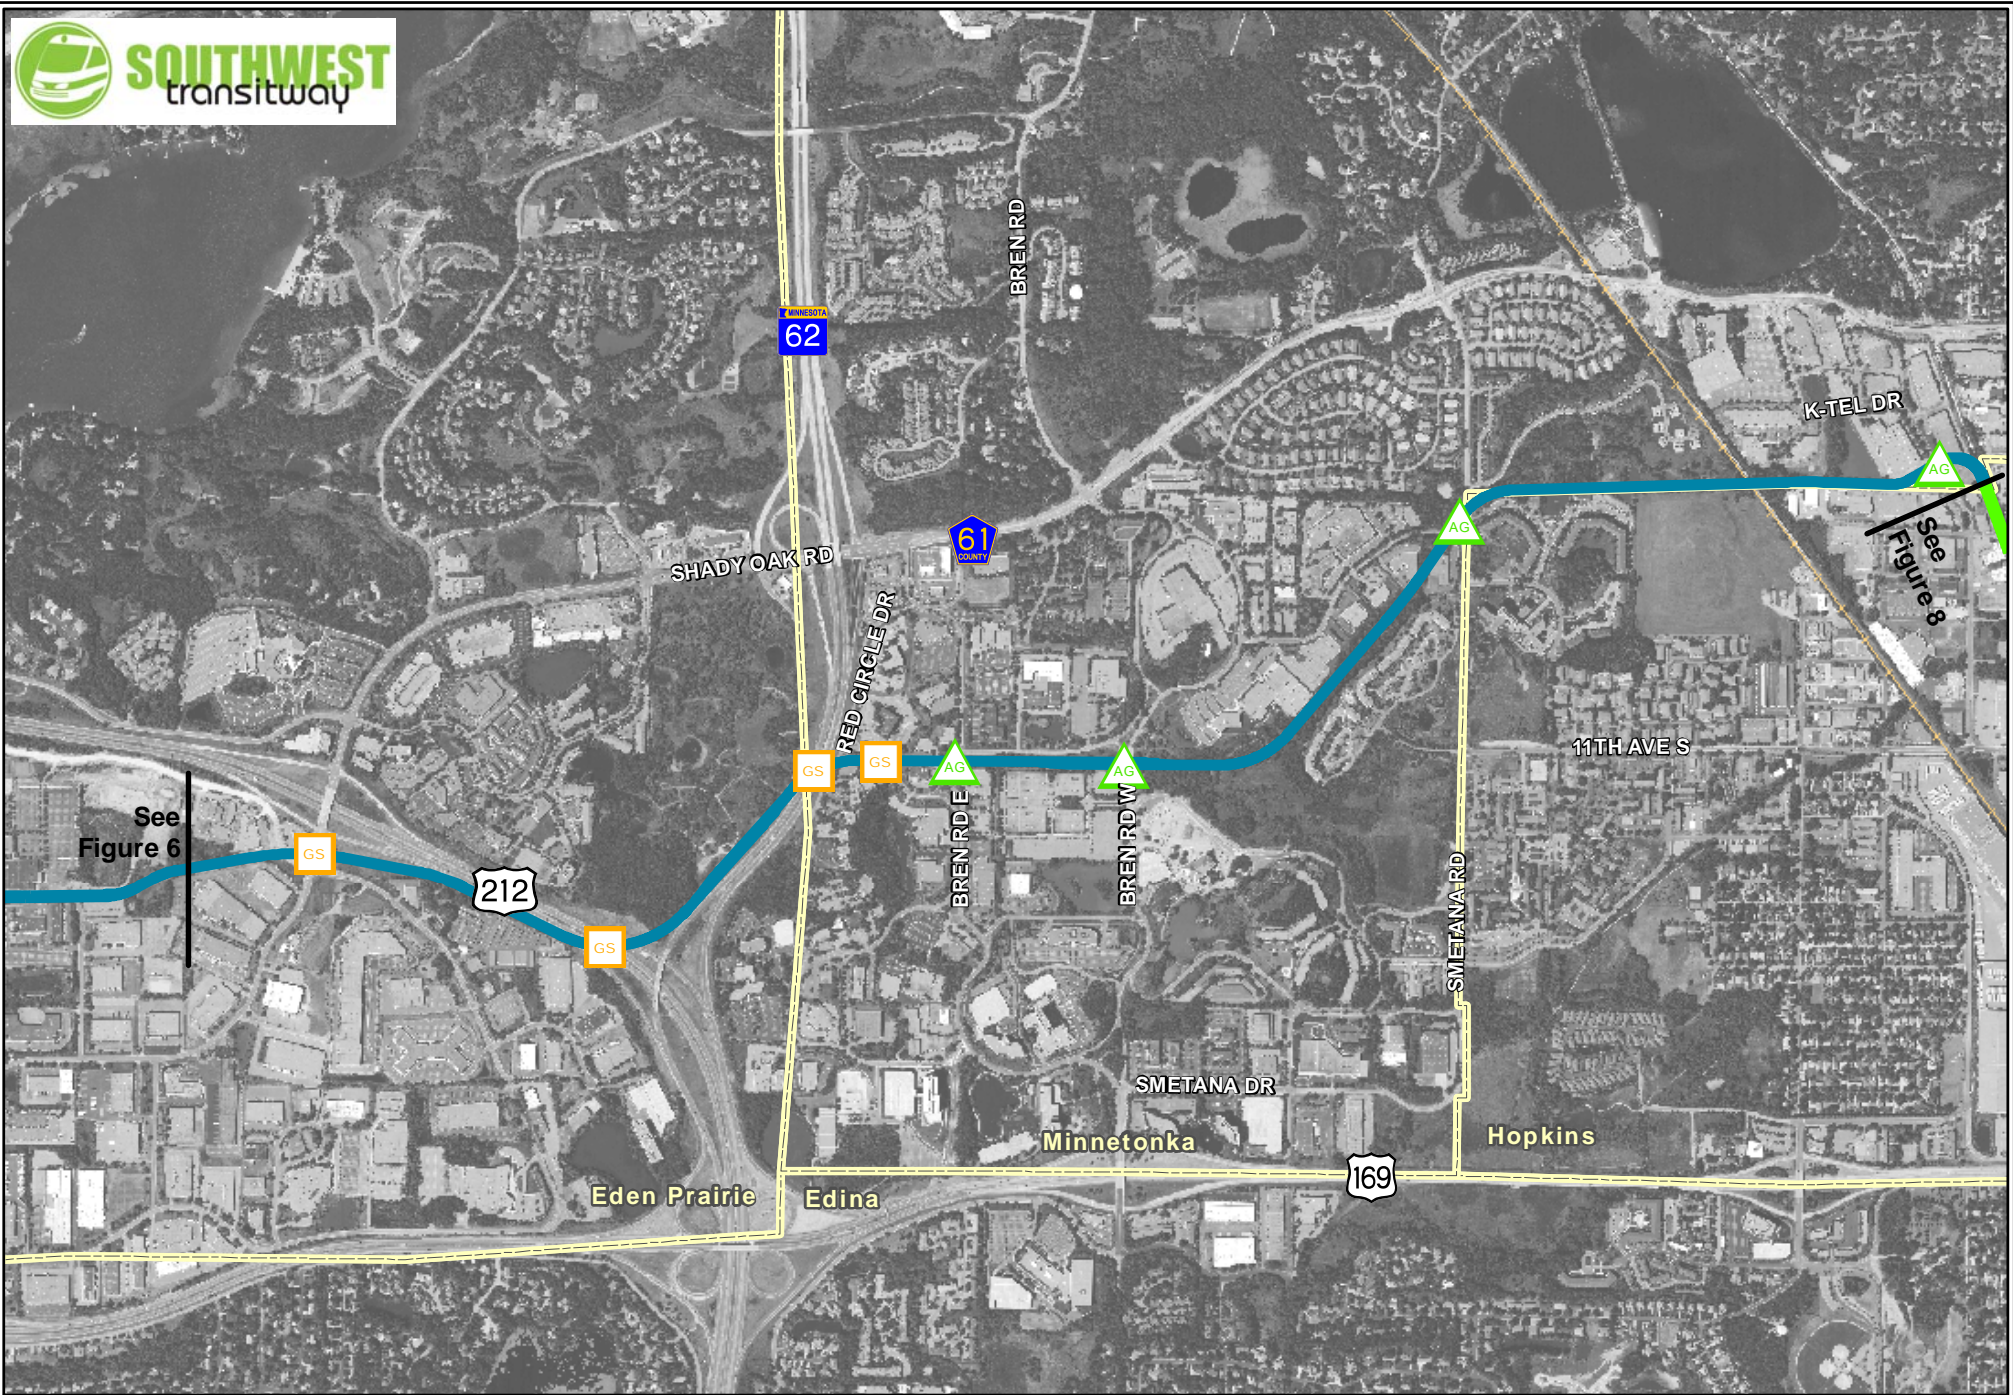 SOUTHWEST
transitway
BREN RD
MINNESOTA
62
K-TEL DR
AG
61
COUNTY
AG
See
Figure 8
SHADY OAK RD
RED CIRCLE DR
11TH AVE S
GS
GS
AG
AG
See
Figure 6
GS
212
BREN RD E
BREN RD W
SMETANA RD
GS
SMETANA DR
Minnetonka
Hopkins
169
Eden Prairie
Edina